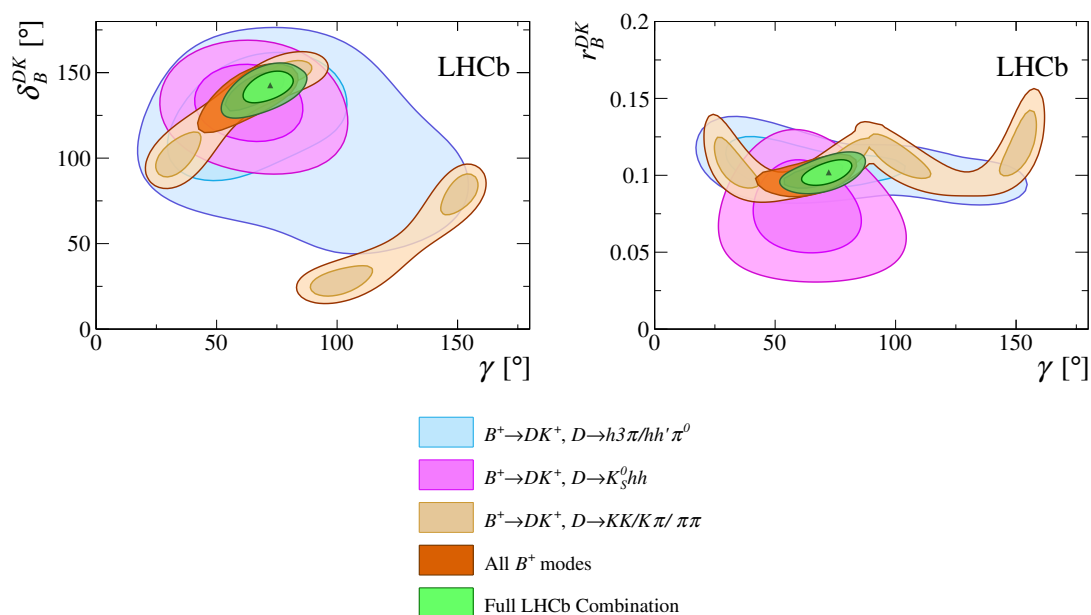 δ_B^{DK} [°]
LHCb
150
100
50
0
0 50 100 150
γ [°]
r_B^{DK}
LHCb
0.2
0.15
0.1
0.05
0
0 50 100 150
γ [°]
B⁺→DK⁺, D→h3π/hh'π⁰
B⁺→DK⁺, D→K_S⁰hh
B⁺→DK⁺, D→KK/Kπ/ππ
All B⁺ modes
Full LHCb Combination